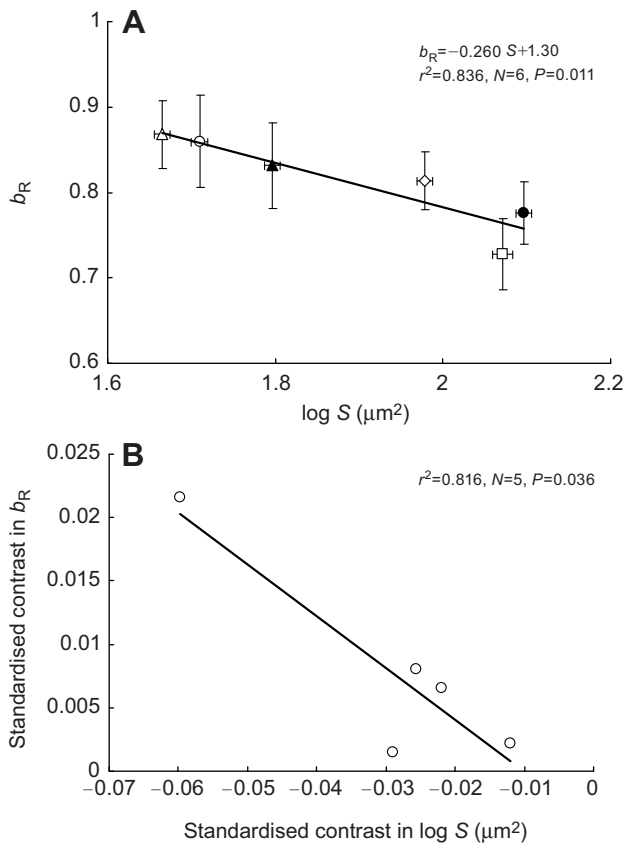 A
b_R=−0.260 S+1.30
r²=0.836, N=6, P=0.011
1
0.9
0.8
0.7
0.6
b_R
1.6 1.8 2 2.2
log S (μm²)
B
r²=0.816, N=5, P=0.036
0.025
0.02
0.015
0.01
0.005
0
Standardised contrast in b_R
−0.07 −0.06 −0.05 −0.04 −0.03 −0.02 −0.01 0
Standardised contrast in log S (μm²)